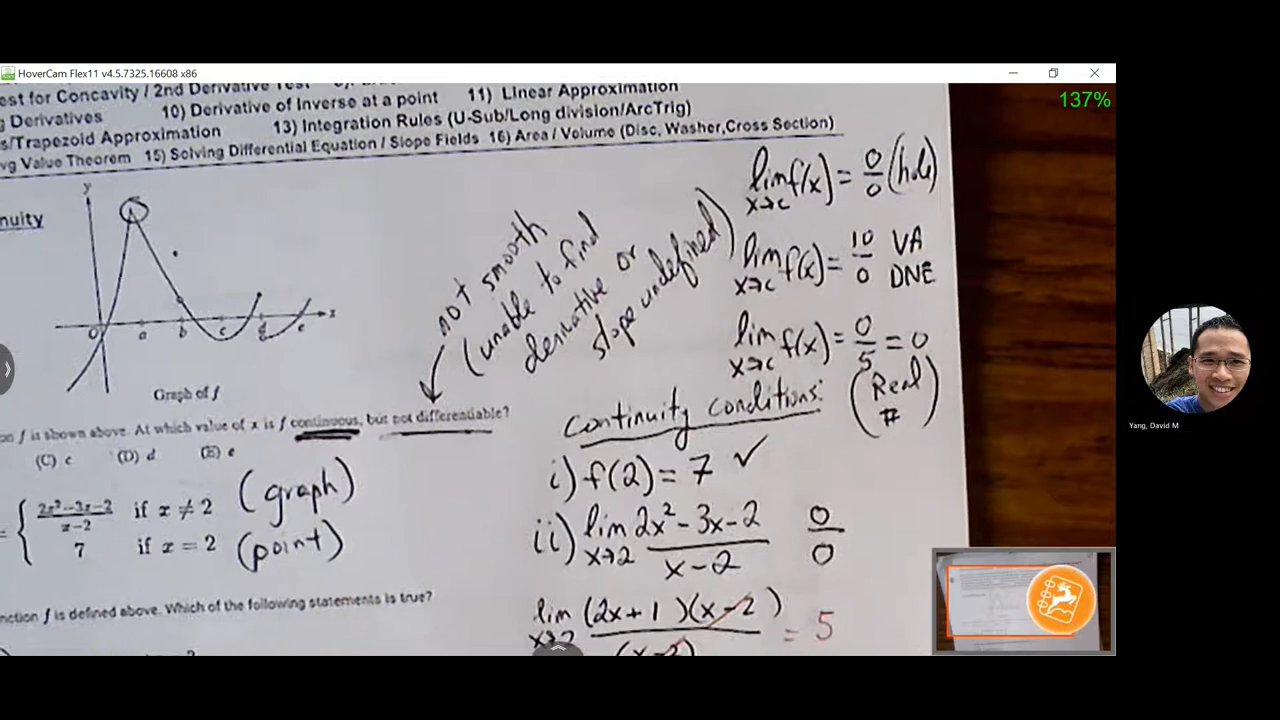 HoverCam Flex11 v4.5.7325.16608 x86
137%
est for Concavity / 2nd Derivative Test
g Derivatives 10) Derivative of Inverse at a point 11) Linear Approximation
s/Trapezoid Approximation 13) Integration Rules (U-Sub/Long division/ArcTrig)
vg Value Theorem 15) Solving Differential Equation / Slope Fields 16) Area / Volume (Disc, Washer,Cross Section)
nuity
y
x
O a b c d e
Graph of f
not smooth
(unable to find
derivative or
slope undefined)
lim f(x) = 0/0 (hole)
x→c
lim f(x) = 10/0 VA
x→c DNE
lim f(x) = 0/5 = 0
x→c
(Real
#)
on f is shown above. At which value of x is f continuous, but not differentiable?
(C) c (D) d (E) e
= { 2x²-3x-2 / x-2 if x ≠ 2 (graph)
7 if x = 2 (point)
nction f is defined above. Which of the following statements is true?
continuity conditions:
i) f(2) = 7 ✓
ii) lim 2x² - 3x - 2 / x - 2 0/0
x→2
lim (2x + 1)(x - 2) / (x - 2) = 5
x→2
Yang, David M